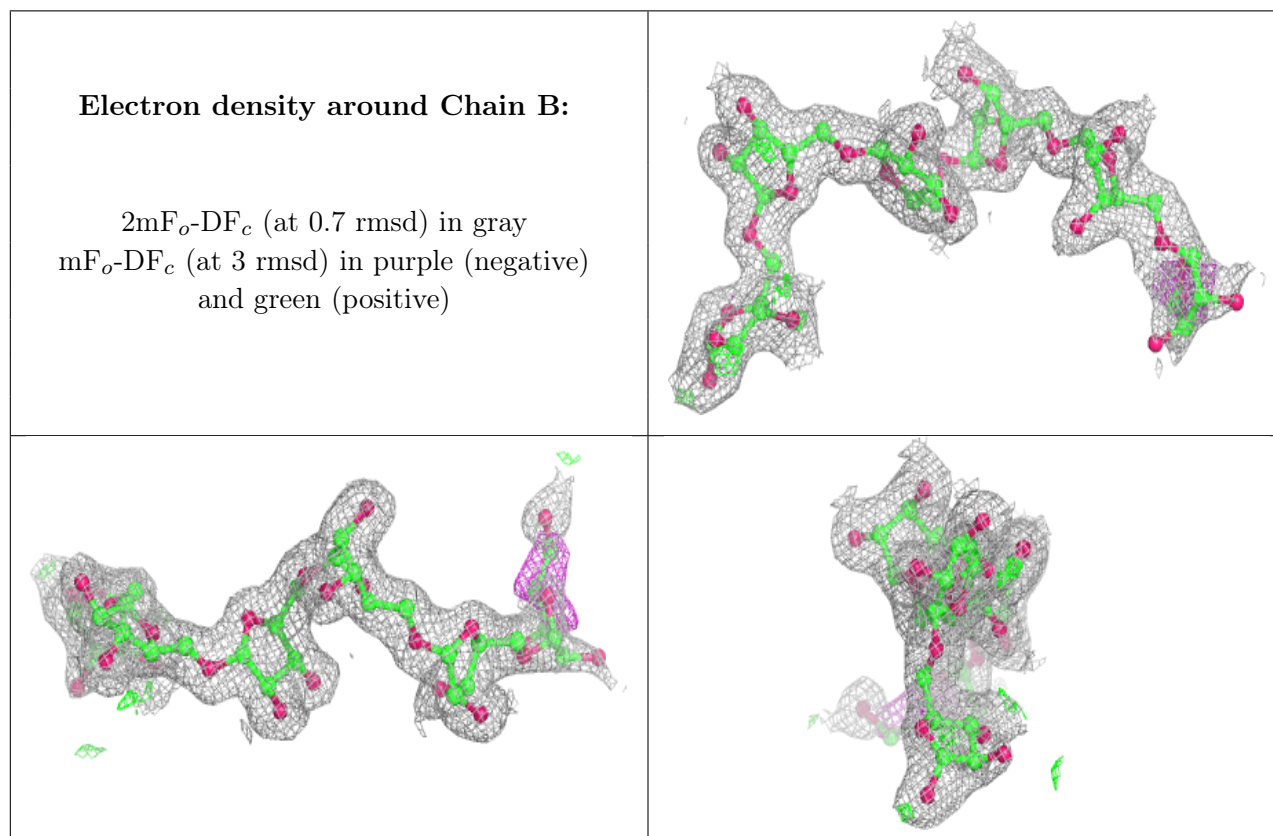 Electron density around Chain B:
2mFo-DFc (at 0.7 rmsd) in gray
mFo-DFc (at 3 rmsd) in purple (negative)
and green (positive)